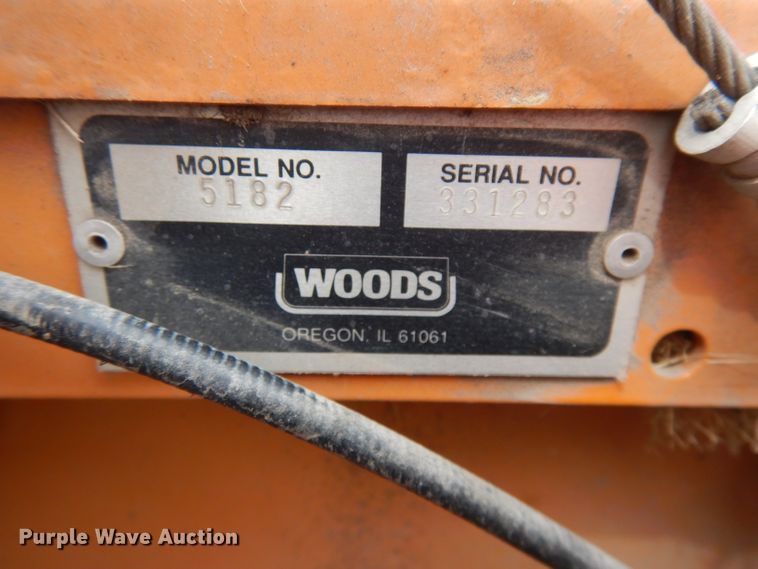 MODEL NO.
5182
SERIAL NO.
331283
WOODS
OREGON, IL 61061
Purple Wave Auction®